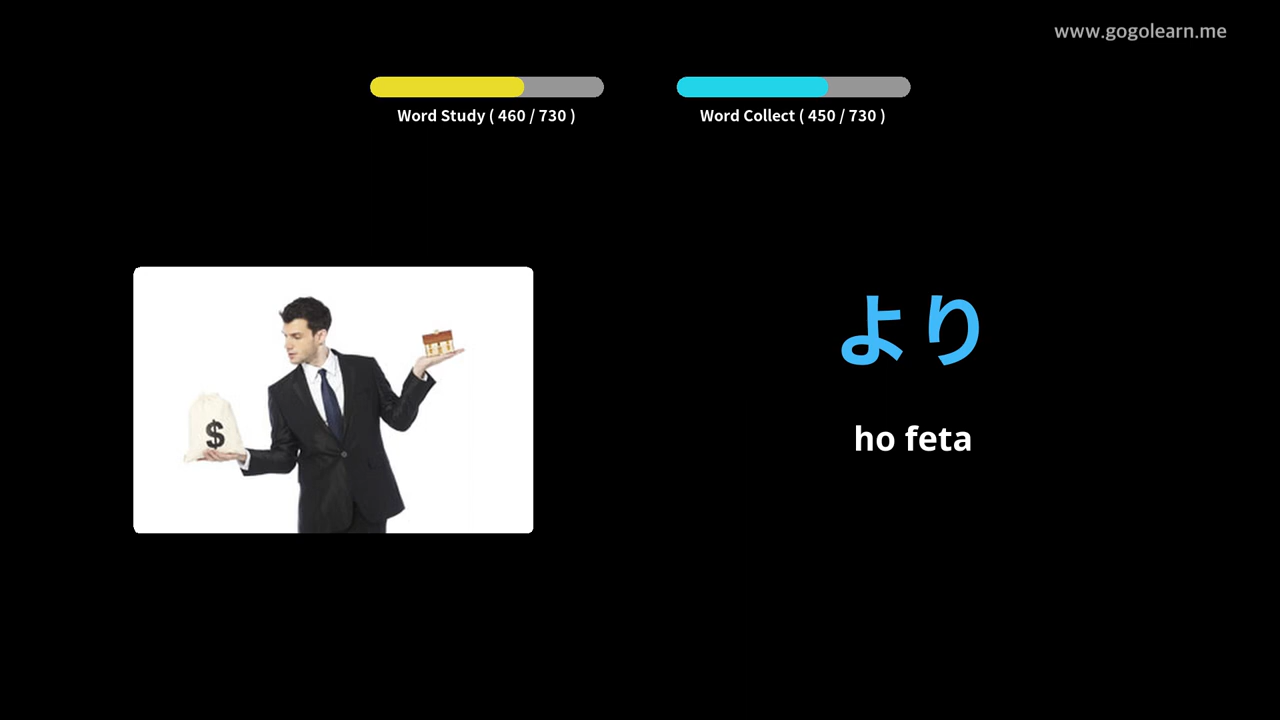 www.gogolearn.me
Word Study ( 460 / 730 )
Word Collect ( 450 / 730 )
$
より
ho feta